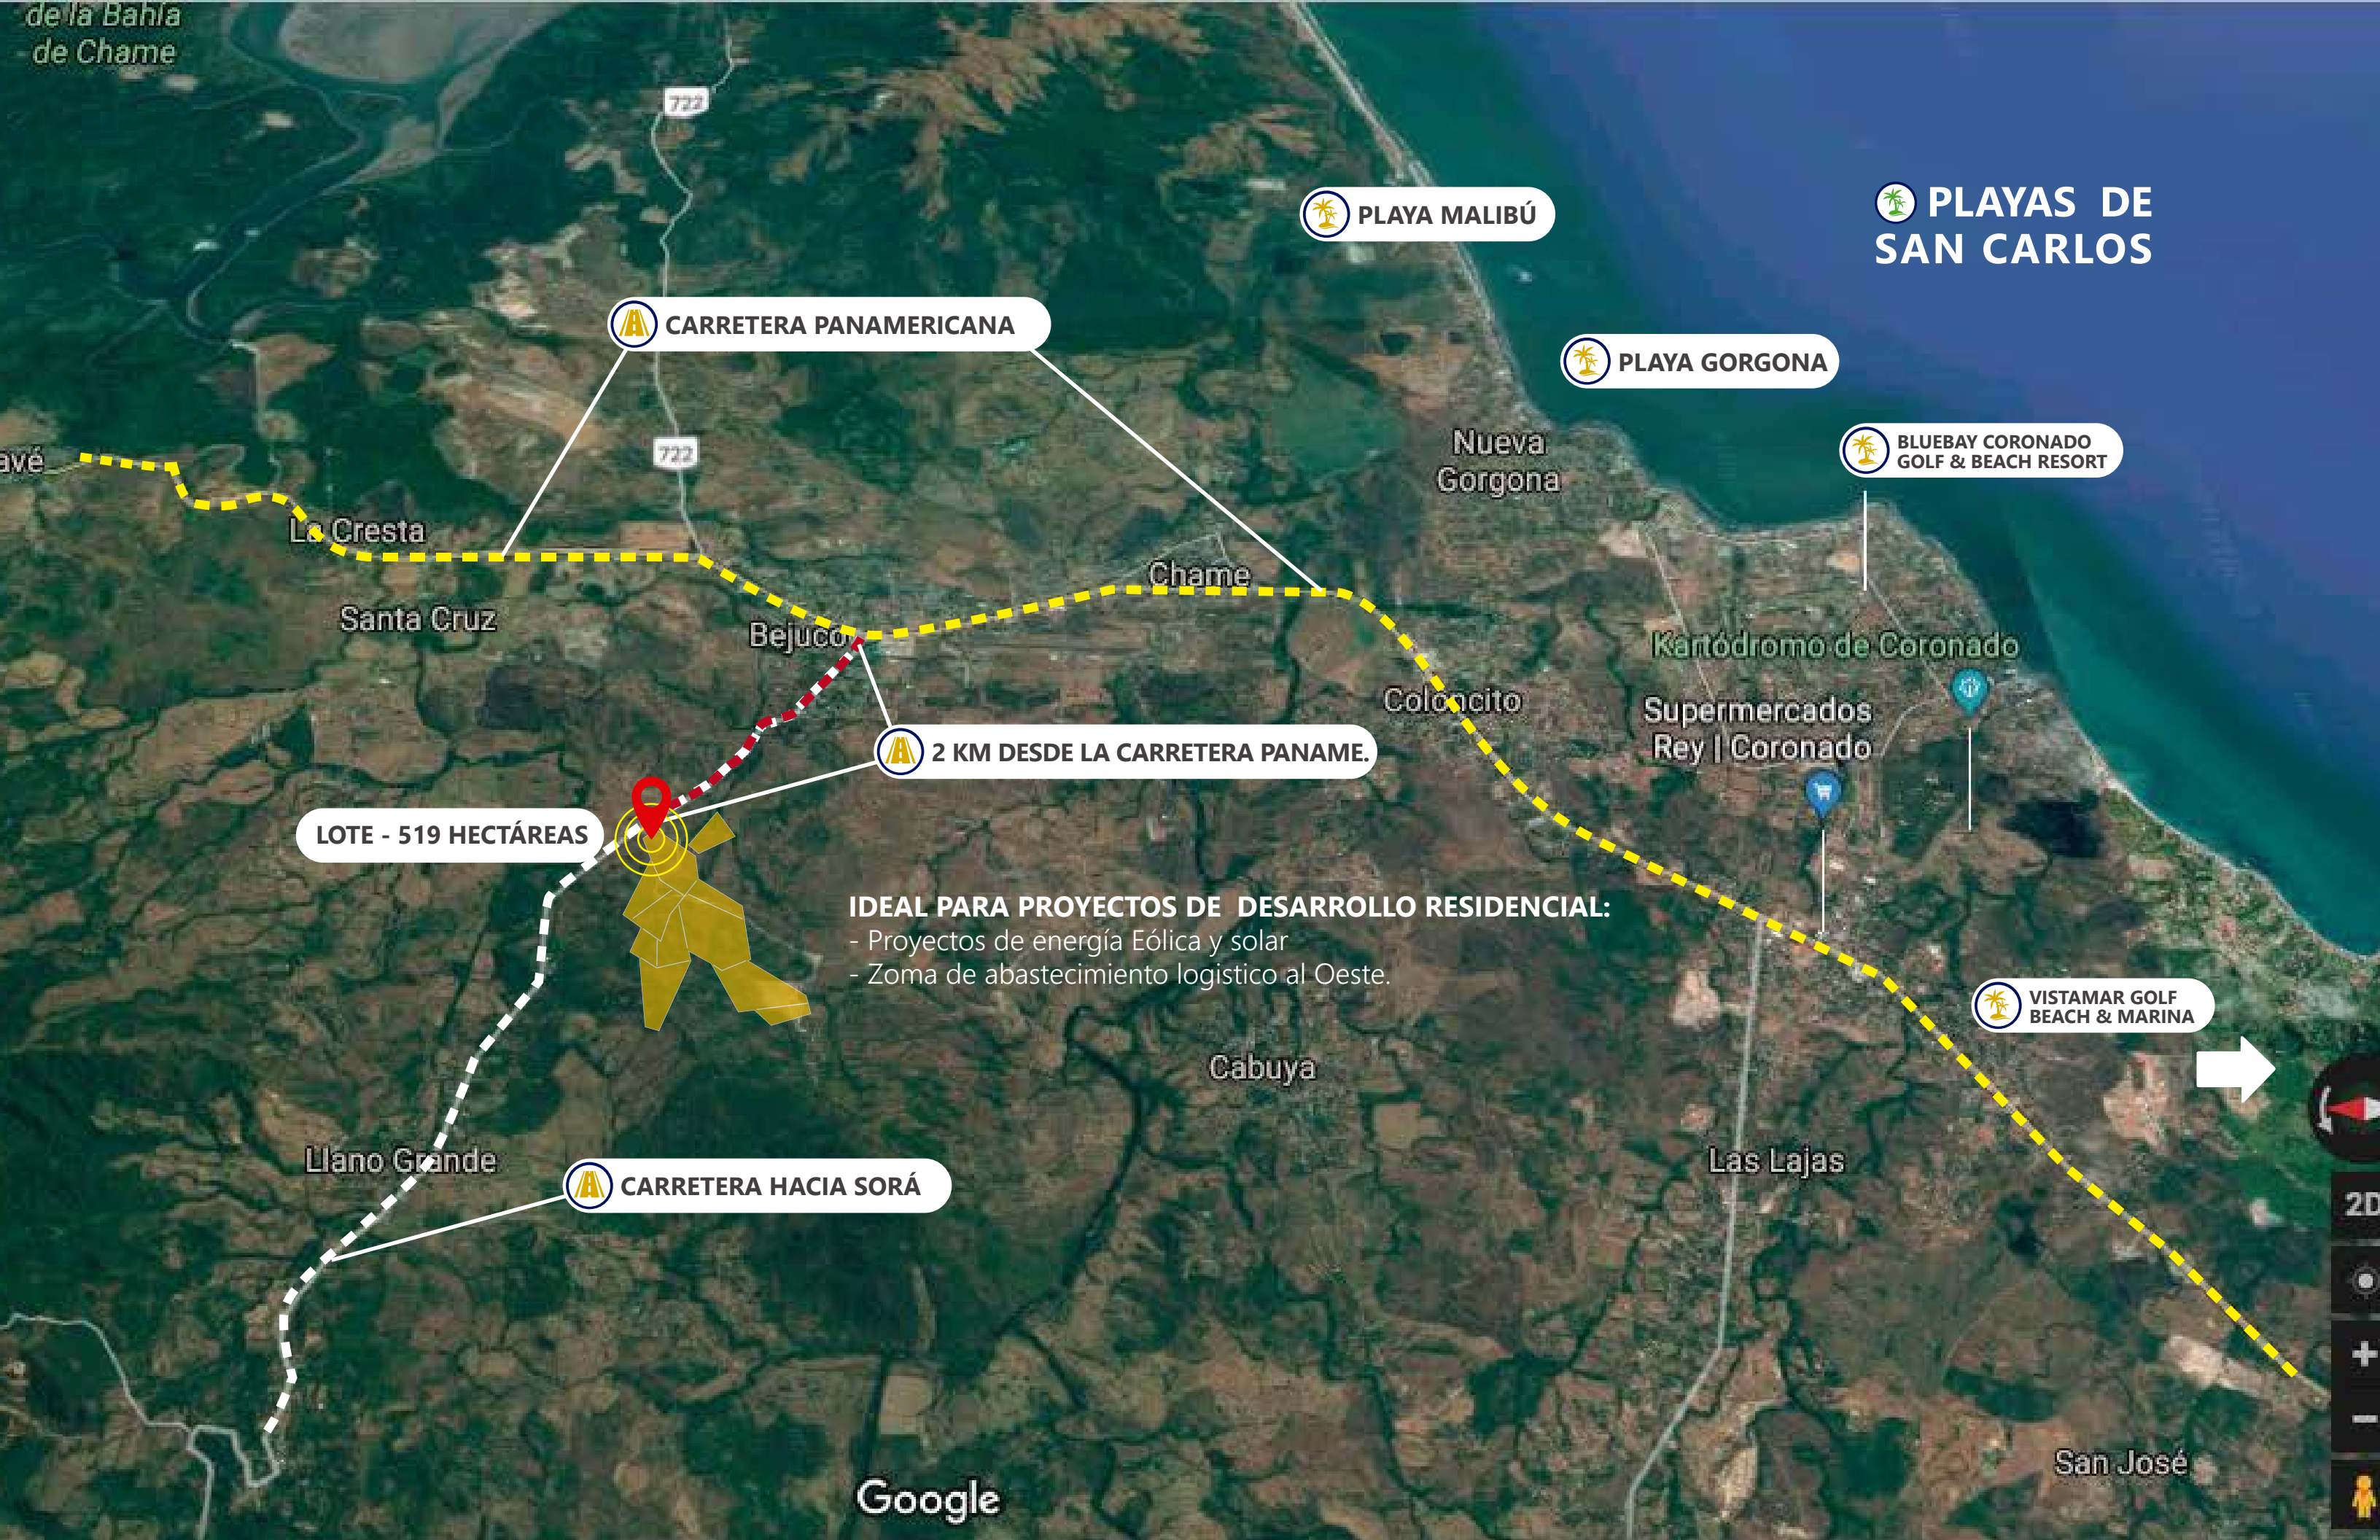 de la Bahía
de Chame
722
PLAYAS DE
SAN CARLOS
PLAYA MALIBÚ
CARRETERA PANAMERICANA
PLAYA GORGONA
722
Nueva
Gorgona
BLUEBAY CORONADO
GOLF & BEACH RESORT
avé
La Cresta
Chame
Santa Cruz
Bejuco
Kartódromo de Coronado
Coloncito
Supermercados
Rey | Coronado
2 KM DESDE LA CARRETERA PANAME.
LOTE - 519 HECTÁREAS
IDEAL PARA PROYECTOS DE DESARROLLO RESIDENCIAL:
- Proyectos de energía Eólica y solar
- Zoma de abastecimiento logistico al Oeste.
VISTAMAR GOLF
BEACH & MARINA
Cabuya
Llano Grande
Las Lajas
CARRETERA HACIA SORÁ
2D
+
−
San José
Google